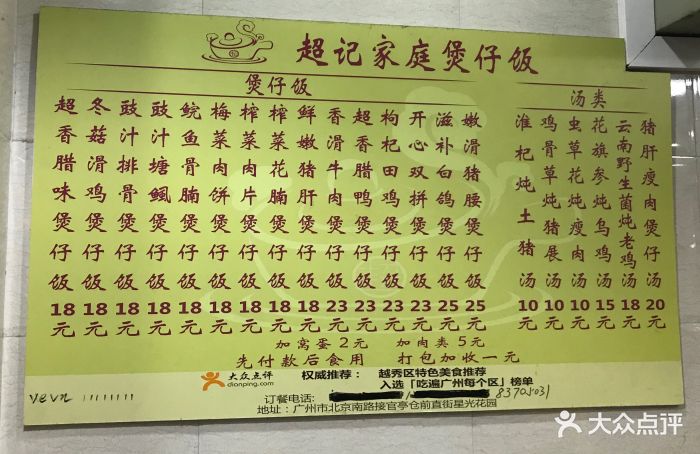 超记家庭煲仔饭
煲仔饭
超香腊味煲仔饭 18元
冬菇滑鸡煲仔饭 18元
豉汁排骨煲仔饭 18元
豉汁塘鲺煲仔饭 18元
鲩鱼骨腩煲仔饭 18元
梅菜肉饼煲仔饭 18元
榨菜肉片煲仔饭 18元
榨菜花腩煲仔饭 18元
鲜嫩猪肝煲仔饭 18元
香滑牛肉煲仔饭 23元
超香腊鸭煲仔饭 23元
枸杞田鸡煲仔饭 23元
开心双拼煲仔饭 23元
滋补白鸽煲仔饭 25元
嫩滑猪腰煲仔饭 25元
汤类
淮杞炖土猪汤 10元
鸡骨草炖猪展汤 10元
虫草花炖瘦肉汤 10元
花旗参炖乌鸡汤 15元
云南野生菌炖老鸡汤 18元
猪肝瘦肉煲仔汤 20元
加窝蛋2元 加肉类5元
先付款后食用 打包加收一元
大众点评 dianping.com
权威推荐： 越秀区特色美食推荐
入选「吃遍广州每个区」榜单
订餐电话： 83705031
地址：广州市北京南路接官亭仓前直街星光花园
大众点评